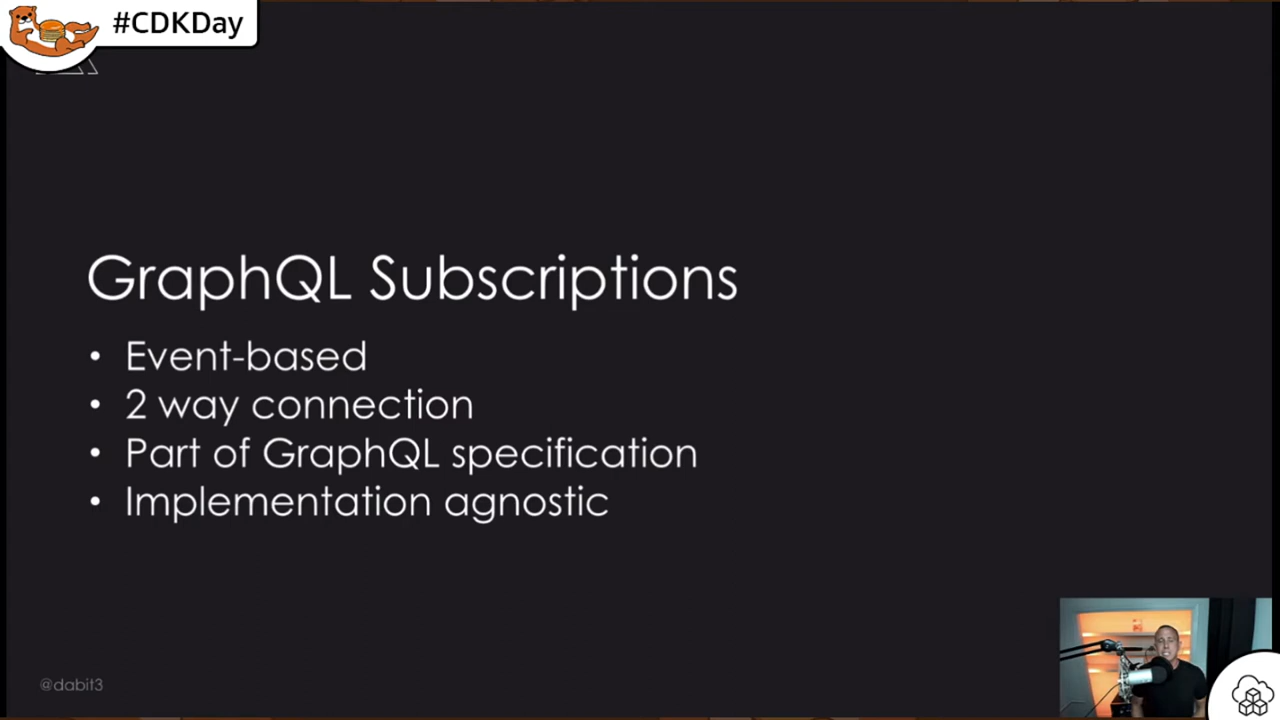 #CDKDay
GraphQL Subscriptions
• Event-based
• 2 way connection
• Part of GraphQL specification
• Implementation agnostic
@dabit3